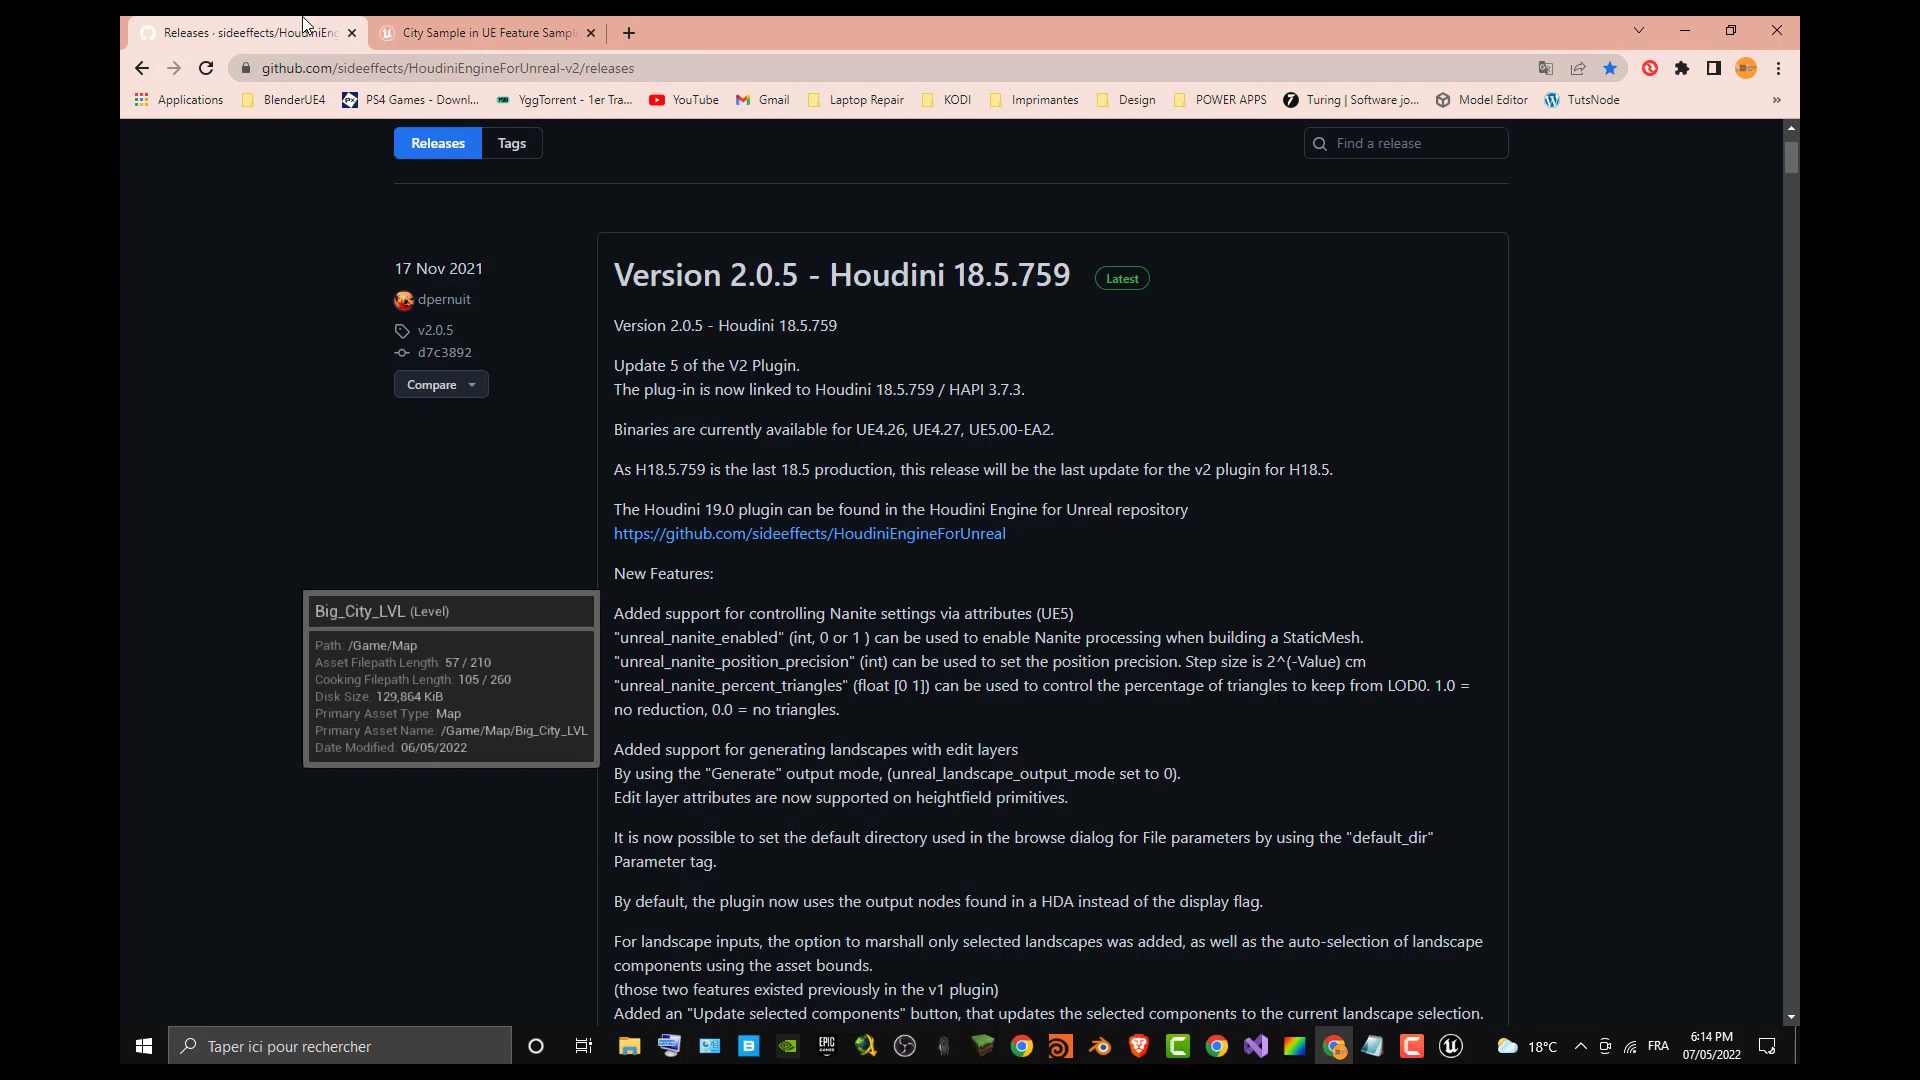 Releases · sideeffects/HoudiniEng
City Sample in UE Feature Sampl
github.com/sideeffects/HoudiniEngineForUnreal-v2/releases
Applications
BlenderUE4
PS4 Games - Downl...
YggTorrent - 1er Tra...
YouTube
Gmail
Laptop Repair
KODI
Imprimantes
Design
POWER APPS
Turing | Software jo...
Model Editor
TutsNode
»
Releases
Tags
Find a release
17 Nov 2021
dpernuit
v2.0.5
d7c3892
Compare
Version 2.0.5 - Houdini 18.5.759
Latest
Version 2.0.5 - Houdini 18.5.759
Update 5 of the V2 Plugin.
The plug-in is now linked to Houdini 18.5.759 / HAPI 3.7.3.
Binaries are currently available for UE4.26, UE4.27, UE5.00-EA2.
As H18.5.759 is the last 18.5 production, this release will be the last update for the v2 plugin for H18.5.
The Houdini 19.0 plugin can be found in the Houdini Engine for Unreal repository
https://github.com/sideeffects/HoudiniEngineForUnreal
New Features:
Added support for controlling Nanite settings via attributes (UE5)
"unreal_nanite_enabled" (int, 0 or 1 ) can be used to enable Nanite processing when building a StaticMesh.
"unreal_nanite_position_precision" (int) can be used to set the position precision. Step size is 2^(-Value) cm
"unreal_nanite_percent_triangles" (float [0 1]) can be used to control the percentage of triangles to keep from LOD0. 1.0 =
no reduction, 0.0 = no triangles.
Added support for generating landscapes with edit layers
By using the "Generate" output mode, (unreal_landscape_output_mode set to 0).
Edit layer attributes are now supported on heightfield primitives.
It is now possible to set the default directory used in the browse dialog for File parameters by using the "default_dir"
Parameter tag.
By default, the plugin now uses the output nodes found in a HDA instead of the display flag.
For landscape inputs, the option to marshall only selected landscapes was added, as well as the auto-selection of landscape
components using the asset bounds.
(those two features existed previously in the v1 plugin)
Added an "Update selected components" button, that updates the selected components to the current landscape selection.
Big_City_LVL (Level)
Path: /Game/Map
Asset Filepath Length: 57 / 210
Cooking Filepath Length: 105 / 260
Disk Size: 129,864 KiB
Primary Asset Type: Map
Primary Asset Name: /Game/Map/Big_City_LVL
Date Modified: 06/05/2022
Taper ici pour rechercher
EPIC GAMES
18°C
FRA
6:14 PM
07/05/2022